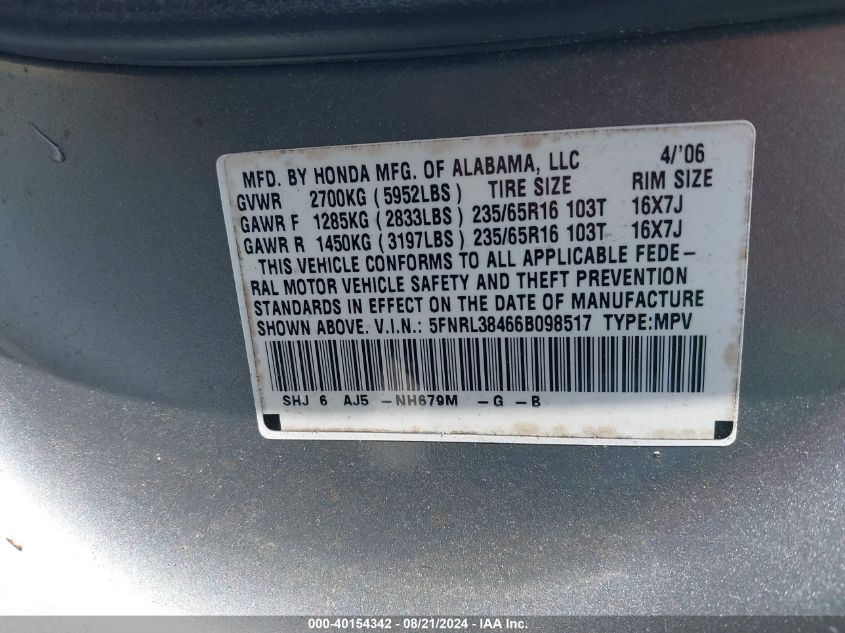 MFD. BY HONDA MFG. OF ALABAMA, LLC 4/'06
GVWR 2700KG (5952LBS) TIRE SIZE RIM SIZE
GAWR F 1285KG (2833LBS) 235/65R16 103T 16X7J
GAWR R 1450KG (3197LBS) 235/65R16 103T 16X7J
THIS VEHICLE CONFORMS TO ALL APPLICABLE FEDE-
RAL MOTOR VEHICLE SAFETY AND THEFT PREVENTION
STANDARDS IN EFFECT ON THE DATE OF MANUFACTURE
SHOWN ABOVE. V.I.N.: 5FNRL38466B098517 TYPE:MPV
SHJ 6 AJ5 -NH679M -G -B
000-40154342 - 08/21/2024 - IAA, Inc.